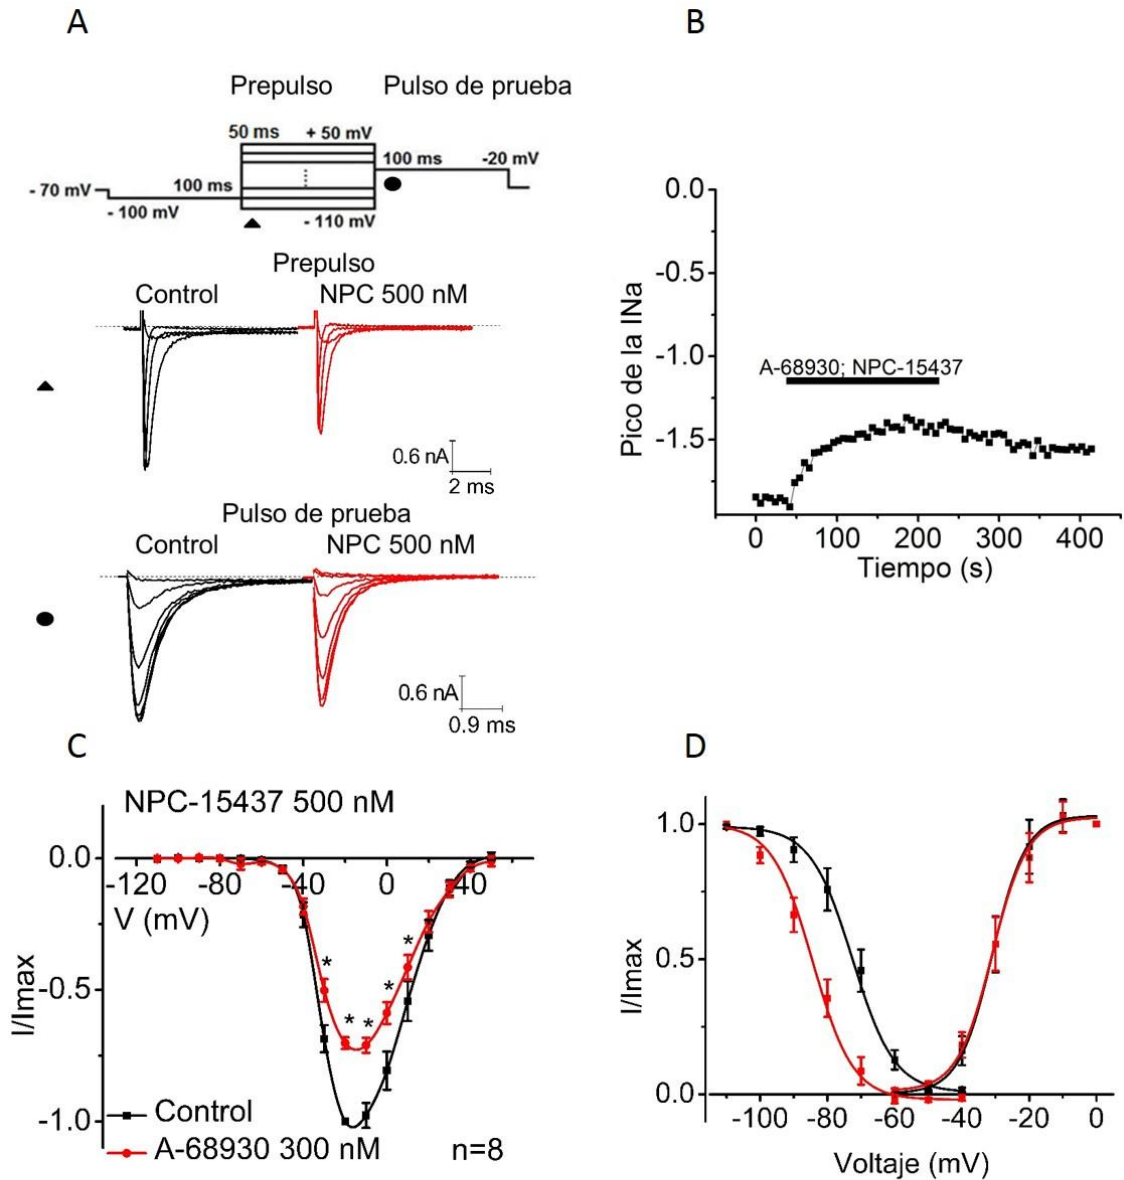 A
Prepulso
Pulso de prueba
50 ms
+ 50 mV
100 ms
-20 mV
- 70 mV
100 ms
- 100 mV
- 110 mV
Prepulso
Control
NPC 500 nM
0.6 nA
2 ms
Pulso de prueba
Control
NPC 500 nM
0.6 nA
0.9 ms
B
0.0
-0.5
-1.0
-1.5
Pico de la INa
A-68930; NPC-15437
0
100
200
300
400
Tiempo (s)
C
NPC-15437 500 nM
0.0
-0.5
-1.0
I/Imax
-120
-80
-40
0
40
V (mV)
*
*
*
*
*
Control
A-68930 300 nM
n=8
D
1.0
0.5
0.0
I/Imax
-100
-80
-60
-40
-20
0
Voltaje (mV)